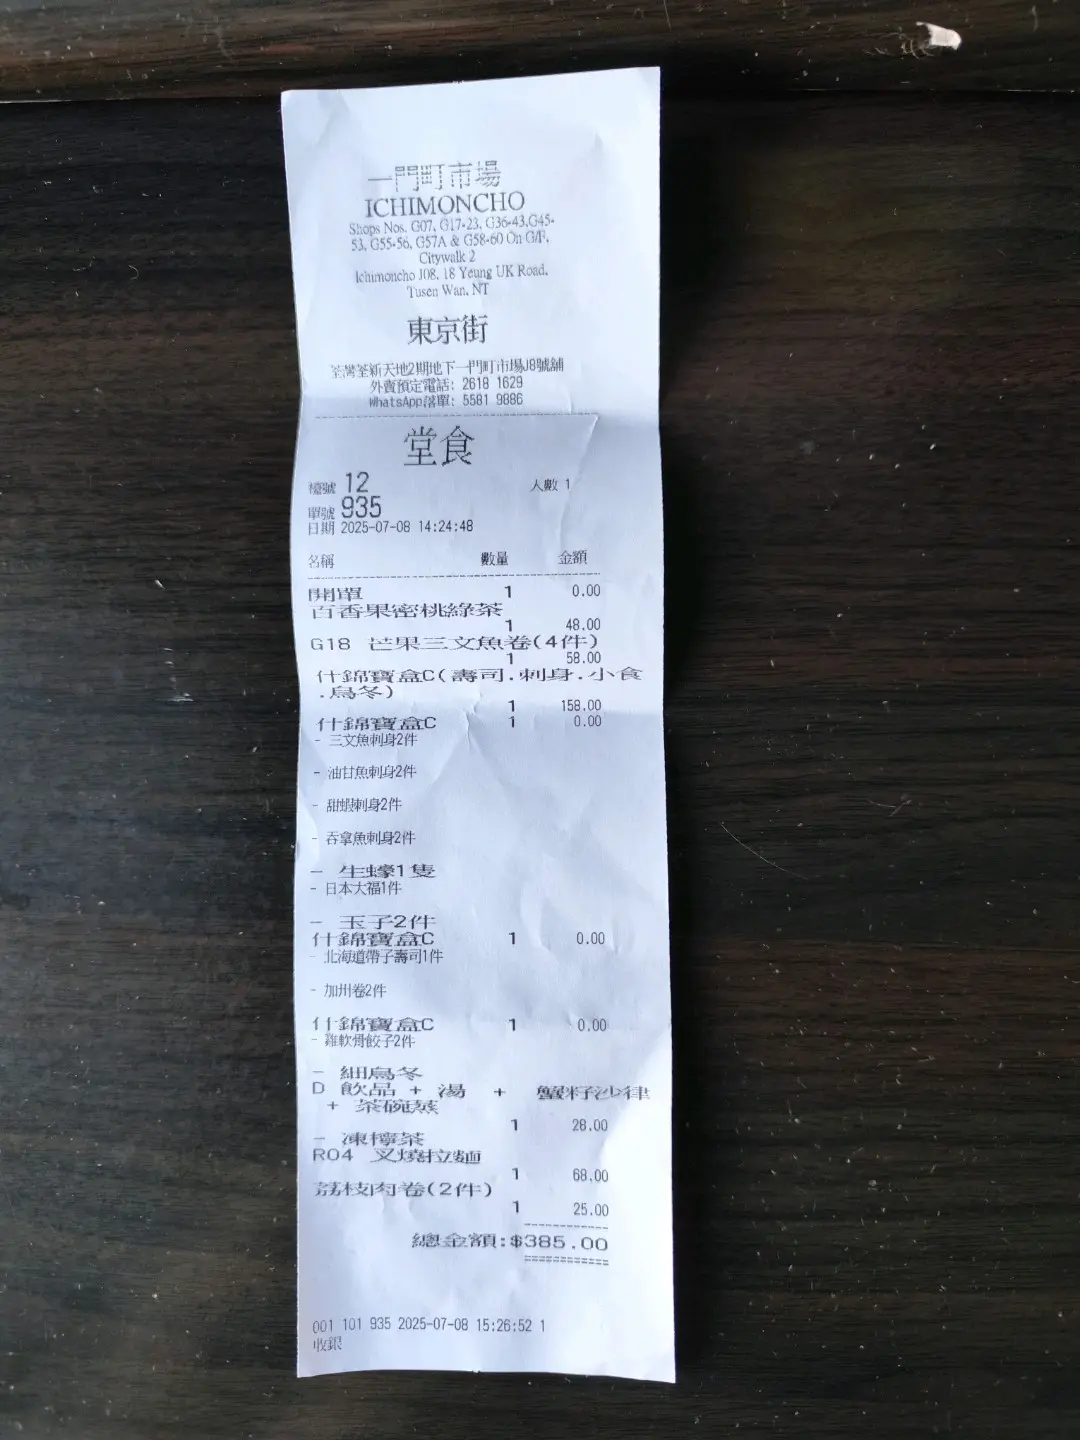 一門町市場
ICHIMONCHO
Shops Nos. G07, G17-23, G36-43,G45-
53, G55-56, G57A & G58-60 On G/F,
Citywalk 2
Ichimoncho J08, 18 Yeung UK Road,
Tusen Wan, NT
東京街
荃灣荃新天地2期地下一門町市場J8號舖
外賣預定電話: 2618 1629
WhatsApp落單: 5581 9886
堂食
檯號 12 人數 1
單號 935
日期 2025-07-08 14:24:48
名稱 數量 金額
開單 1 0.00
百香果密桃綠茶
1 48.00
G18 芒果三文魚卷(4件)
1 58.00
什錦寶盒C(壽司.刺身.小食
.烏冬)
1 158.00
什錦寶盒C 1 0.00
- 三文魚刺身2件
- 油甘魚刺身2件
- 甜蝦刺身2件
- 吞拿魚刺身2件
- 生蠔1隻
- 日本大福1件
- 玉子2件
什錦寶盒C 1 0.00
- 北海道帶子壽司1件
- 加州卷2件
什錦寶盒C 1 0.00
- 雞軟骨餃子2件
- 細烏冬
D 飲品 + 湯 + 蟹籽沙律
+ 茶碗蒸
1 28.00
- 凍檸茶
R04 叉燒拉麵
1 68.00
荔枝肉卷(2件)
1 25.00
總金額:$385.00
001 101 935 2025-07-08 15:26:52 1
收銀